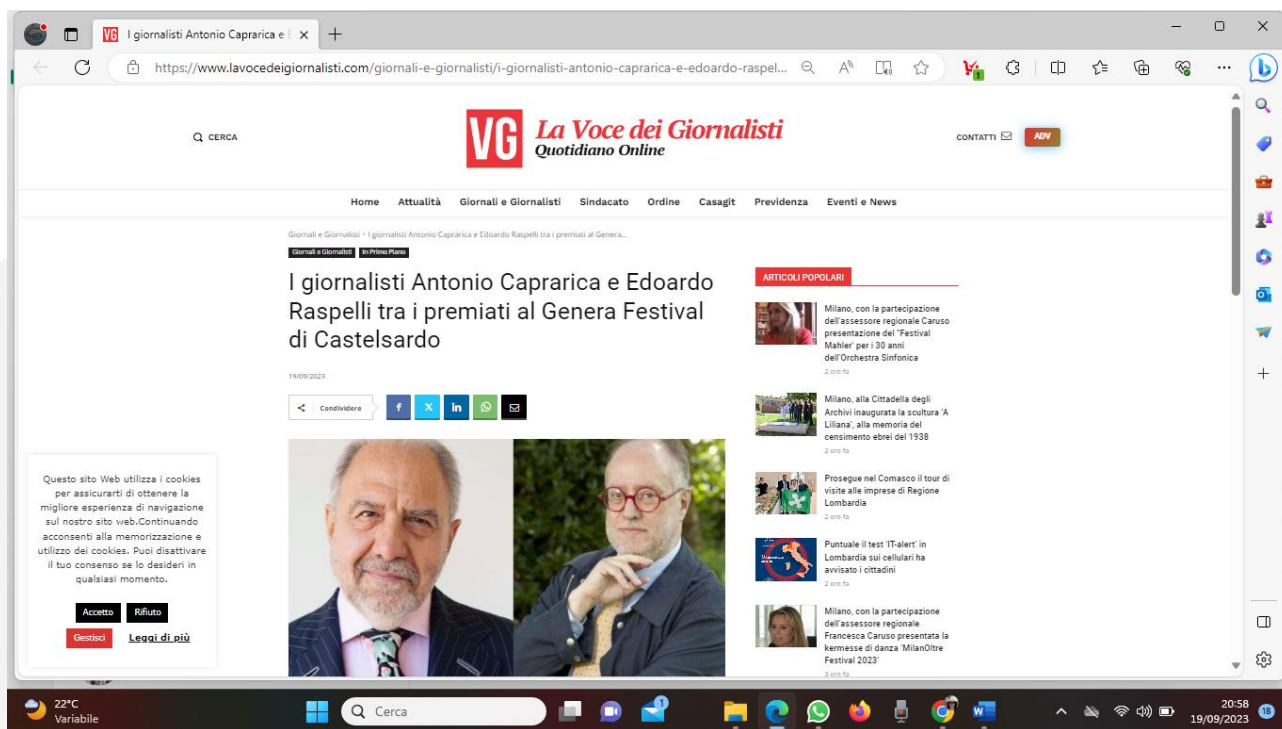 I giornalisti Antonio Caprarica e E
https://www.lavocedeigiornalisti.com/giornali-e-giornalisti/i-giornalisti-antonio-caprarica-e-edoardo-raspel...
CERCA
VG
La Voce dei Giornalisti
Quotidiano Online
CONTATTI
ADV
Home Attualità Giornali e Giornalisti Sindacato Ordine Casagit Previdenza Eventi e News
Giornali e Giornalisti › I giornalisti Antonio Caprarica e Edoardo Raspelli tra i premiati al Genera...
Giornali e Giornalisti In Primo Piano
I giornalisti Antonio Caprarica e Edoardo
Raspelli tra i premiati al Genera Festival
di Castelsardo
19/09/2023
Condividere
ARTICOLI POPOLARI
Milano, con la partecipazione
dell'assessore regionale Caruso
presentazione del "Festival
Mahler' per i 30 anni
dell'Orchestra Sinfonica
2 ore fa
Milano, alla Cittadella degli
Archivi inaugurata la scultura 'A
Liliana', alla memoria del
censimento ebrei del 1938
2 ore fa
Prosegue nel Comasco il tour di
visite alle imprese di Regione
Lombardia
2 ore fa
Puntuale il test 'IT-alert' in
Lombardia sui cellulari ha
avvisato i cittadini
2 ore fa
Milano, con la partecipazione
dell'assessore regionale
Francesca Caruso presentata la
kermesse di danza 'MilanOltre
Festival 2023'
3 ore fa
Questo sito Web utilizza i cookies
per assicurarti di ottenere la
migliore esperienza di navigazione
sul nostro sito web.Continuando
acconsenti alla memorizzazione e
utilizzo dei cookies. Puoi disattivare
il tuo consenso se lo desideri in
qualsiasi momento.
Accetto Rifiuto
Gestisci Leggi di più
22°C
Variabile
Cerca
20:58
19/09/2023
18